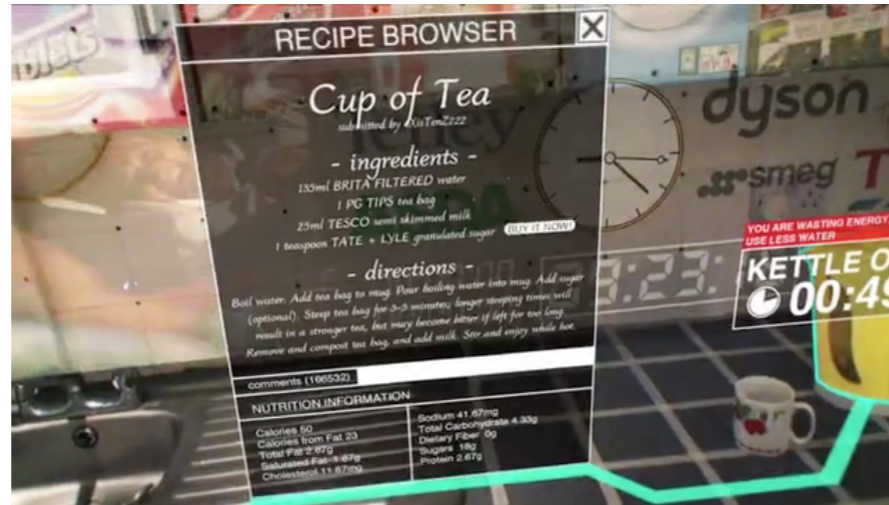 RECIPE BROWSER
X
Cup of Tea
- ingredients -
135ml BRITA FILTERED water
1 PG TIPS tea bag
25ml TESCO semi skimmed milk
1 teaspoon TATE + LYLE granulated sugar
BUY IT NOW!
- directions -
Boil water. Add tea bag to mug. Pour boiling water into mug. Add sugar
(optional). Steep tea bag for 3-5 minutes; longer steeping times will
result in a stronger tea, but may become bitter if left for too long.
Remove and compost tea bag, and add milk. Stir and enjoy while hot.
comments (166532)
NUTRITION INFORMATION
Calories 50
Calories from Fat 23
Total Fat 2.67g
Saturated Fat 1.67g
Cholesterol 11.67mg
Sodium 41.67mg
Total Carbohydrate 4.33g
Dietary Fiber 0g
Sugars 18g
Protein 2.67g
dyson
smeg
T
YOU ARE WASTING ENERGY
USE LESS WATER
KETTLE O
00:49